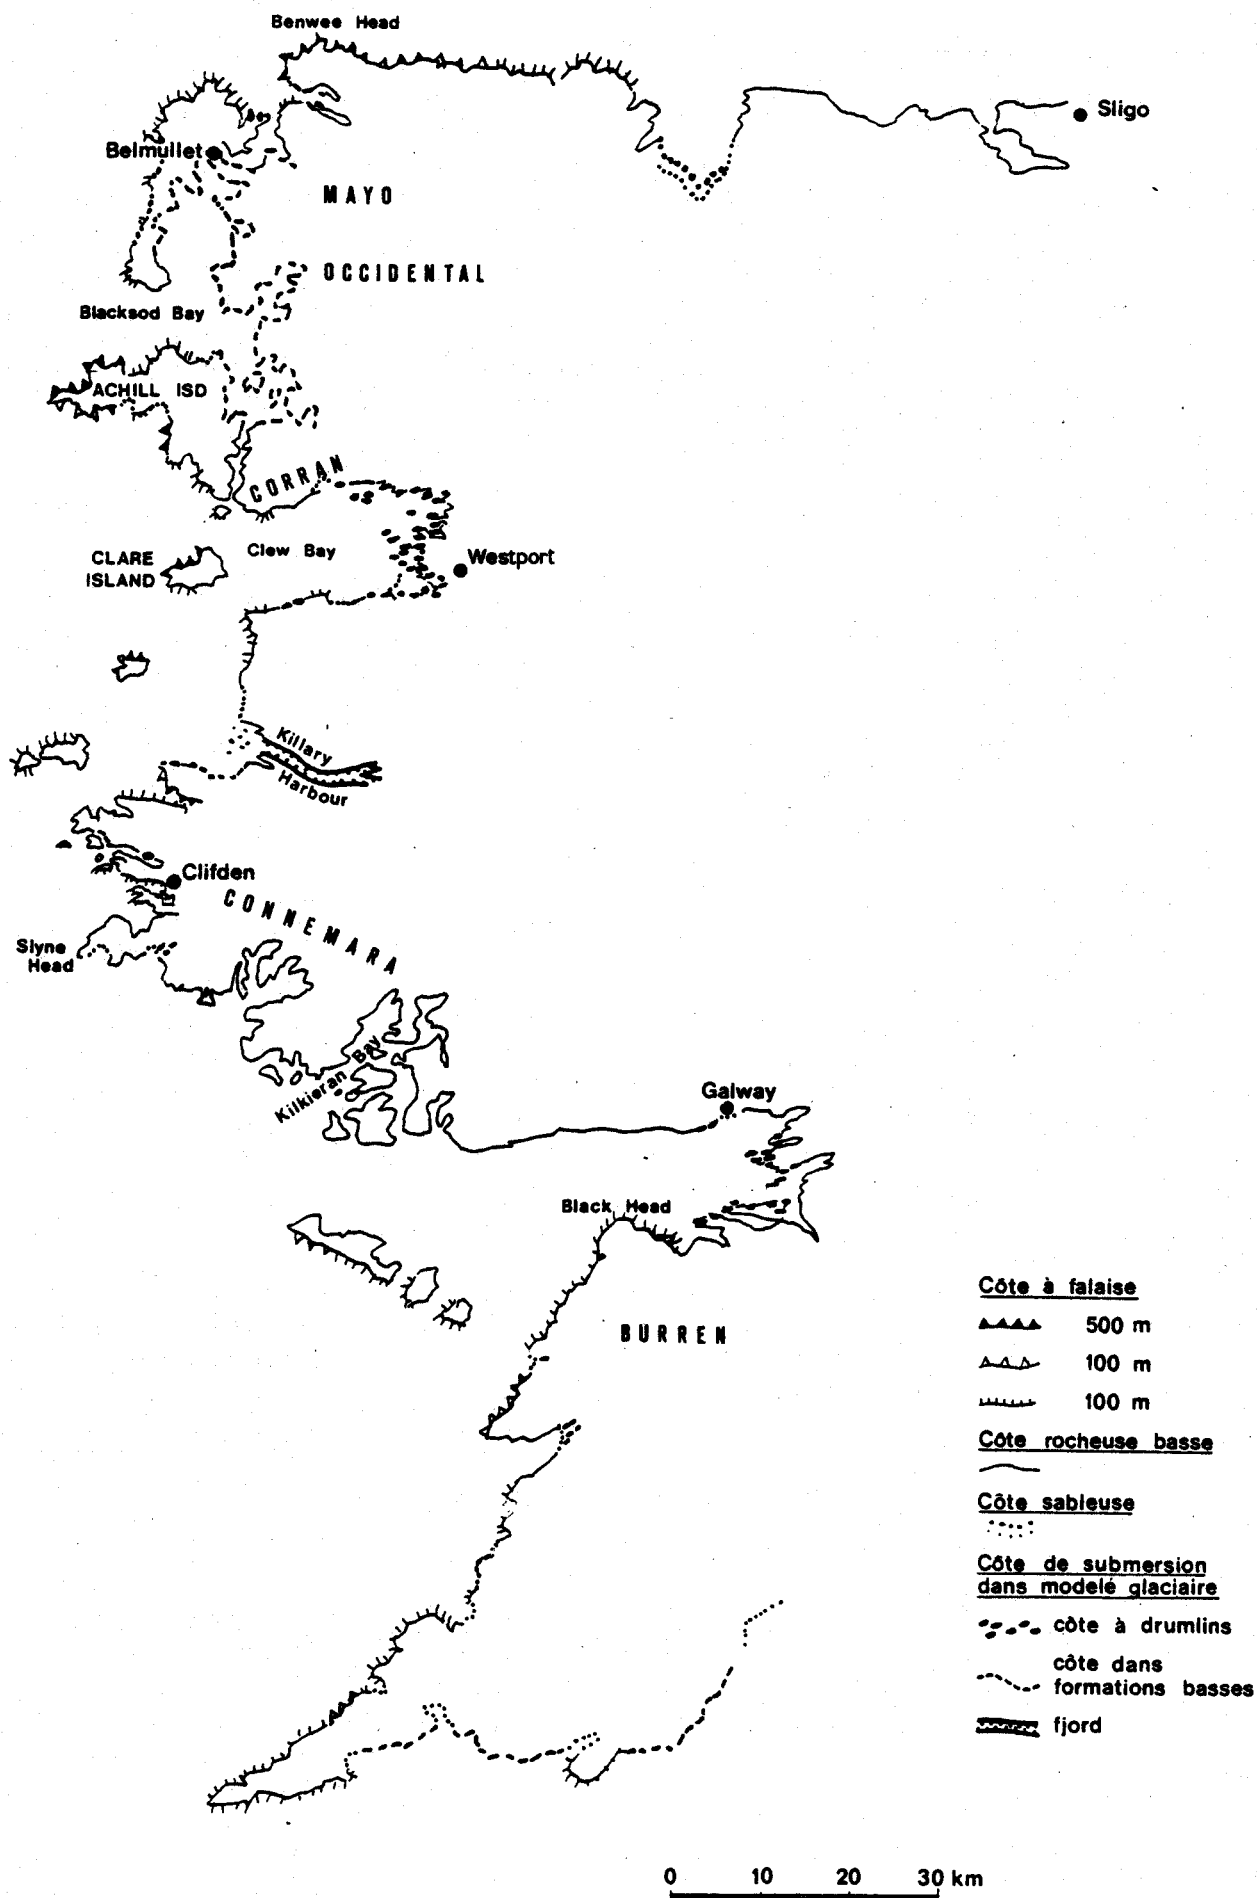 Benwee Head
Sligo
Belmullet
MAYO
OCCIDENTAL
Blacksod Bay
ACHILL ISD
CORRAN
CLARE
ISLAND
Clew Bay
Westport
Killary
Harbour
Clifden
CONNEMARA
Slyne
Head
Kilkieran Bay
Galway
Black Head
BURREN
Côte à falaise
500 m
100 m
100 m
Côte rocheuse basse
Côte sableuse
Côte de submersion
dans modelé glaciaire
côte à drumlins
côte dans
formations basses
fjord
0 10 20 30 km